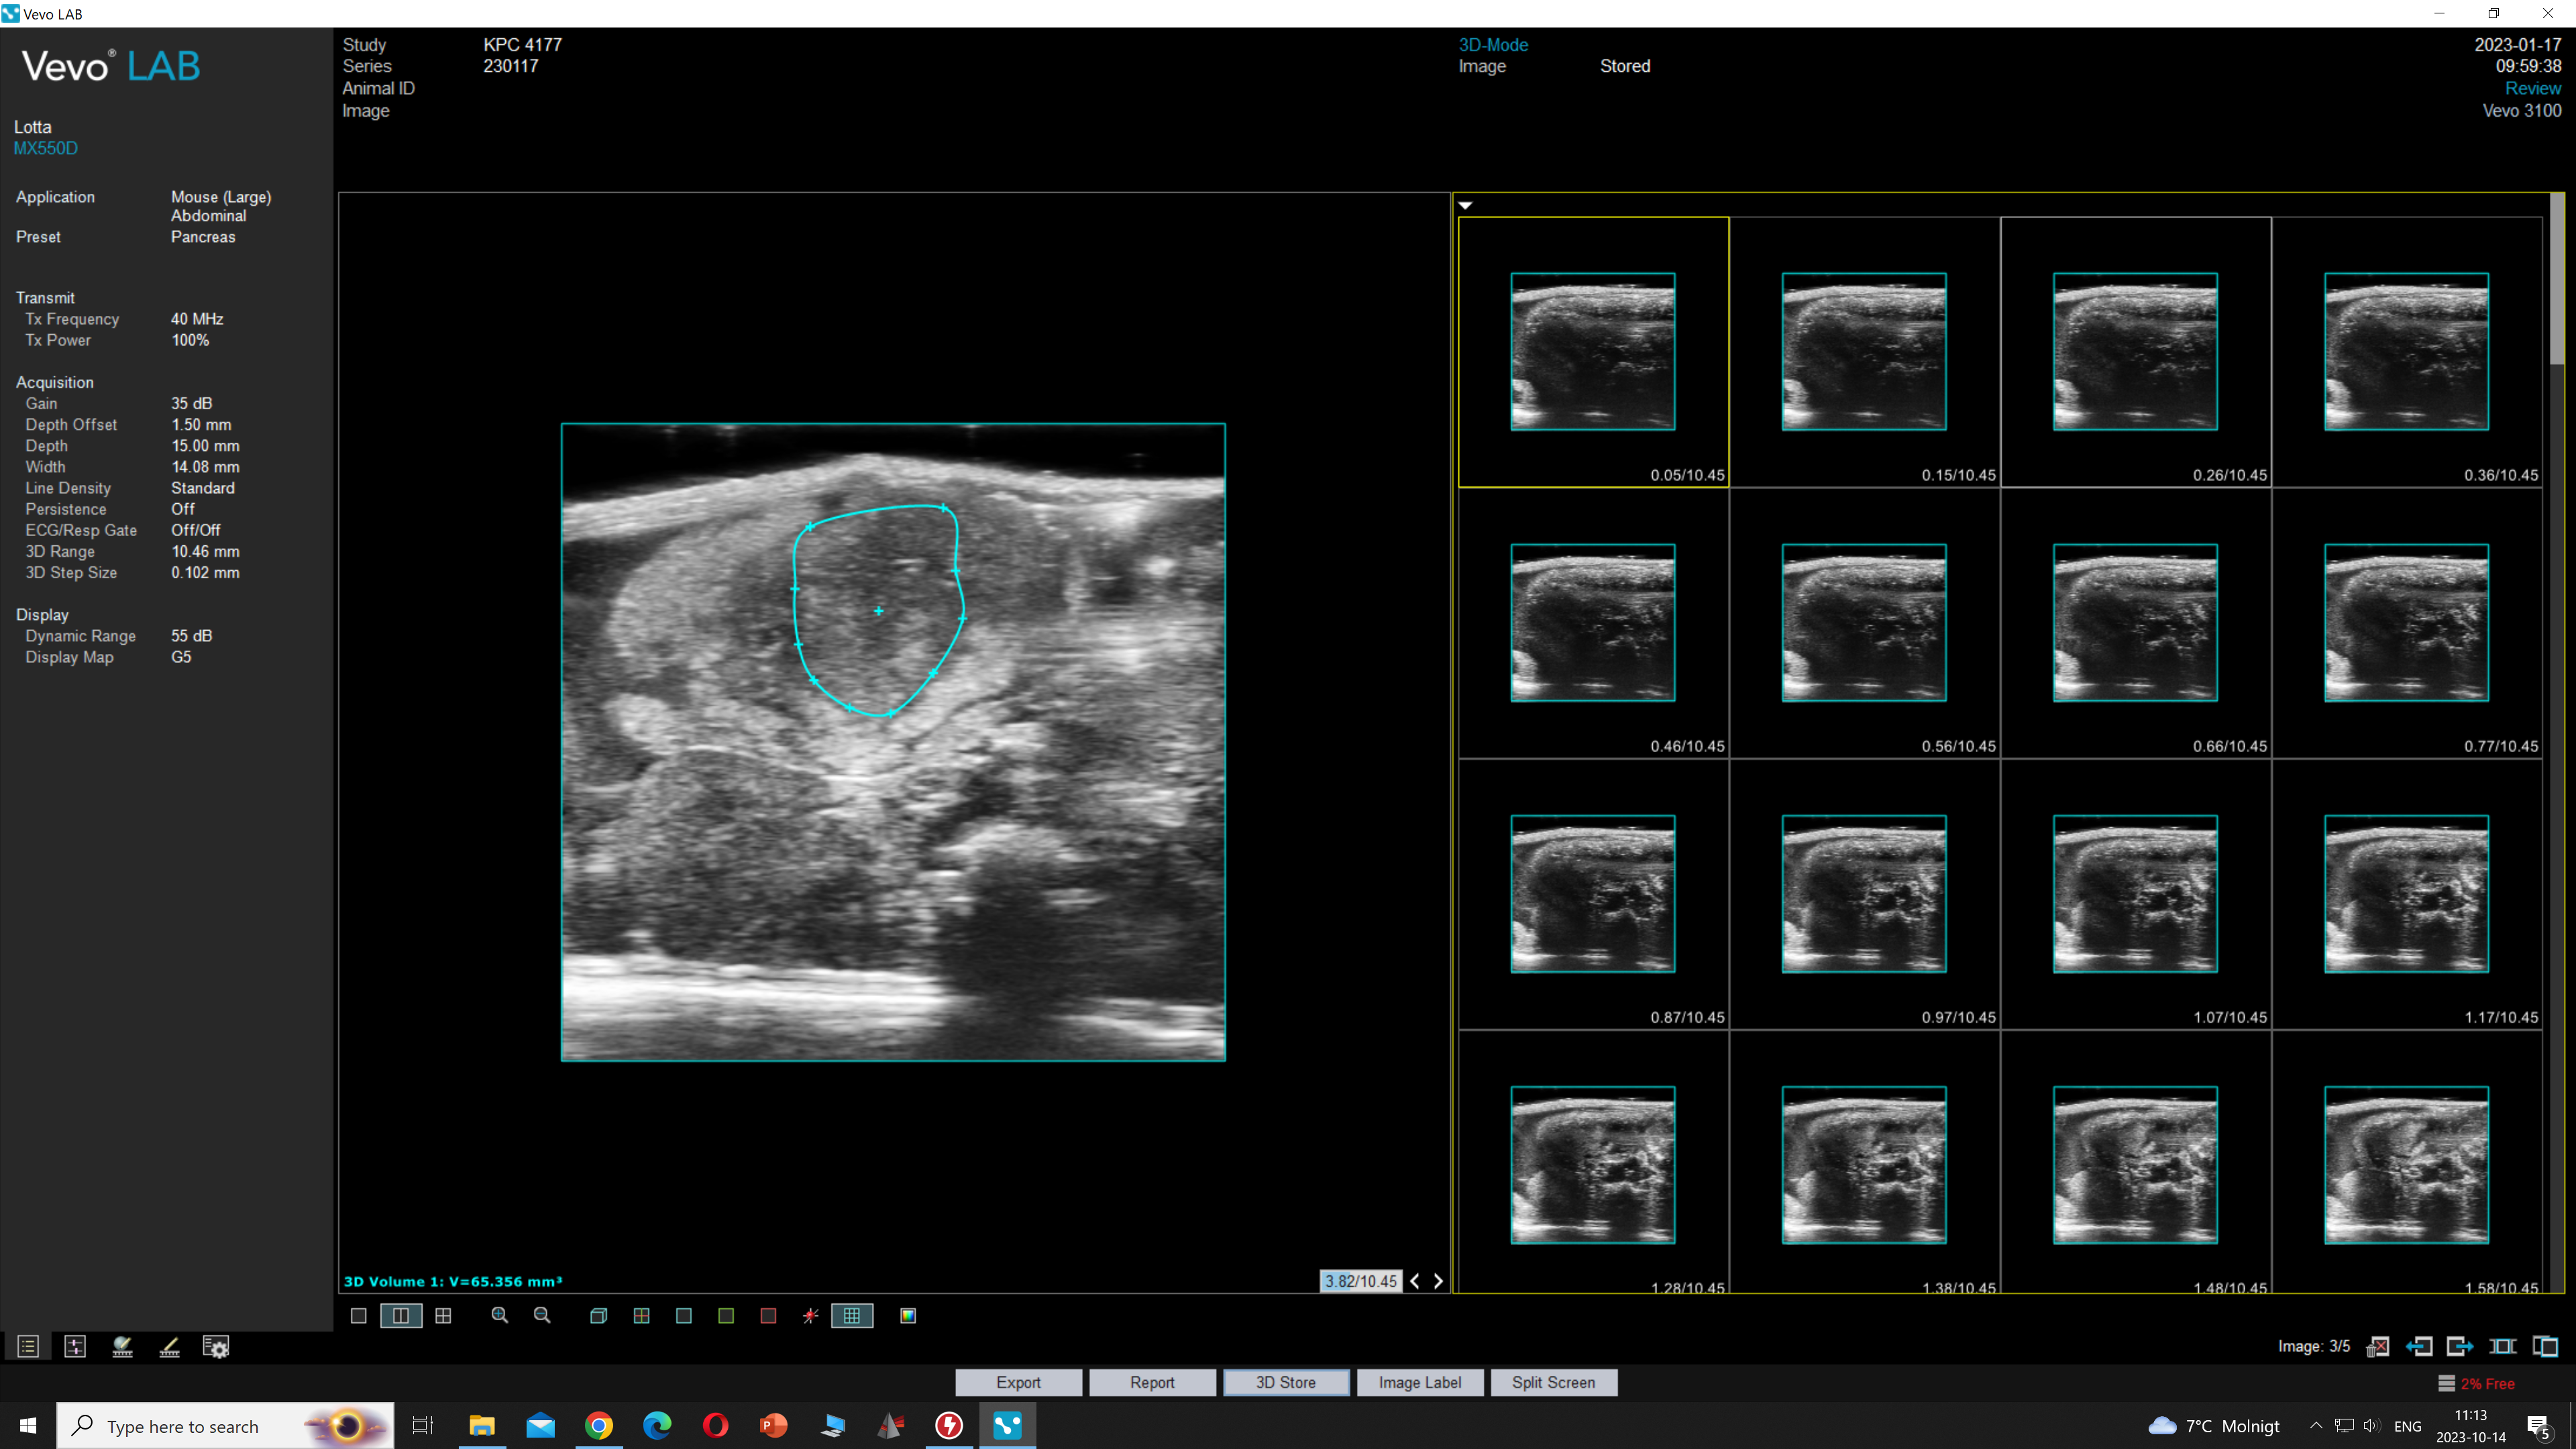 Vevo LAB
Vevo® LAB
Study KPC 4177
Series 230117
Animal ID
Image
3D-Mode
Image Stored
2023-01-17
09:59:38
Review
Vevo 3100
Lotta
MX550D
Application Mouse (Large)
Abdominal
Preset Pancreas
Transmit
Tx Frequency 40 MHz
Tx Power 100%
Acquisition
Gain 35 dB
Depth Offset 1.50 mm
Depth 15.00 mm
Width 14.08 mm
Line Density Standard
Persistence Off
ECG/Resp Gate Off/Off
3D Range 10.46 mm
3D Step Size 0.102 mm
Display
Dynamic Range 55 dB
Display Map G5
0.05/10.45 0.15/10.45 0.26/10.45 0.36/10.45
0.46/10.45 0.56/10.45 0.66/10.45 0.77/10.45
0.87/10.45 0.97/10.45 1.07/10.45 1.17/10.45
1.28/10.45 1.38/10.45 1.48/10.45 1.58/10.45
3D Volume 1: V=65.356 mm³
3.82/10.45
Image: 3/5
Export Report 3D Store Image Label Split Screen
2% Free
Type here to search
7°C Molnigt
ENG
11:13
2023-10-14
5